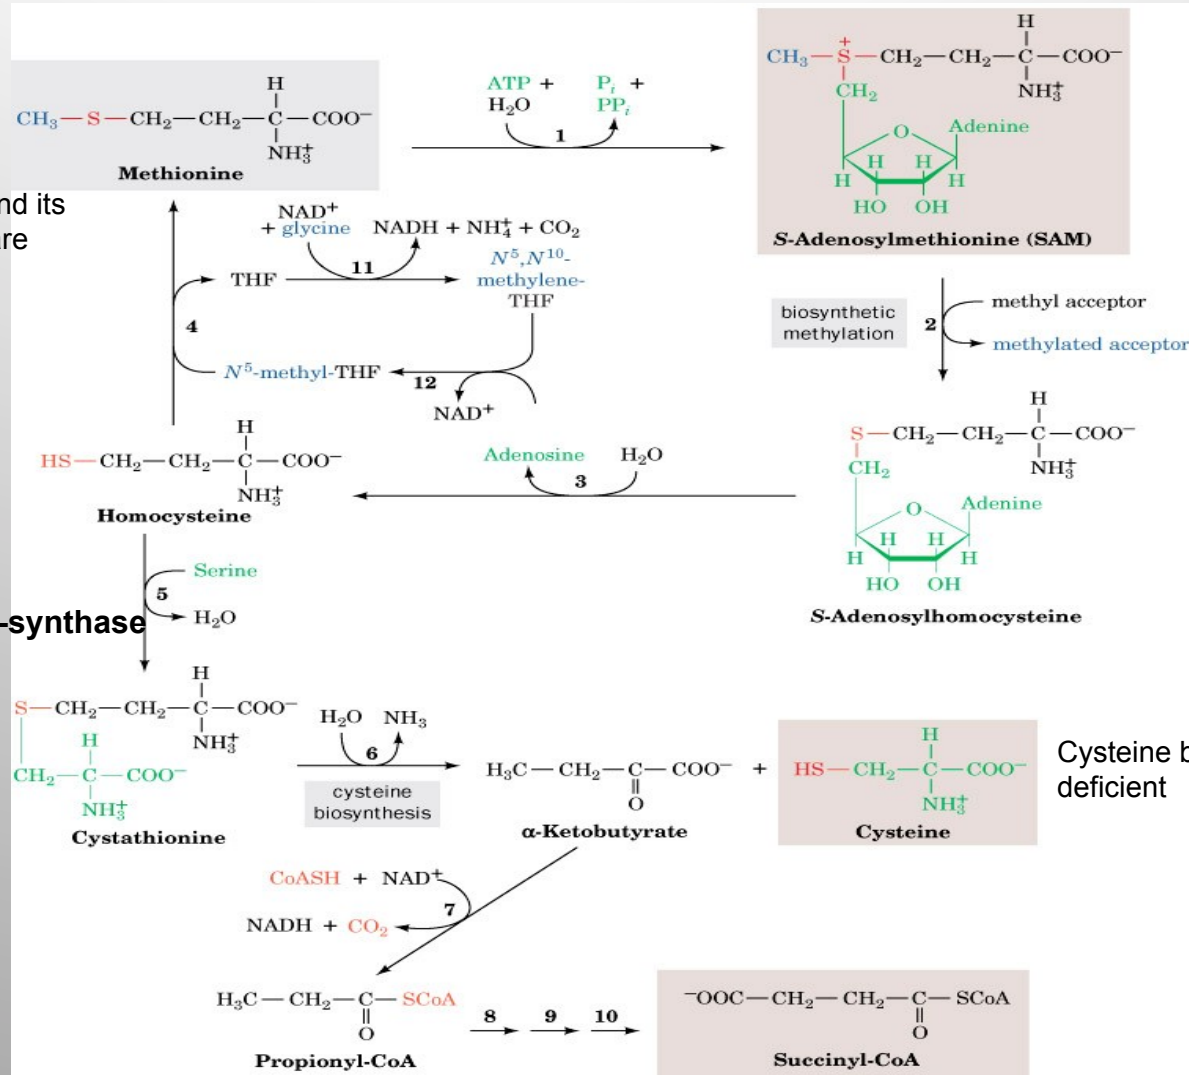 CH₃—S—CH₂—CH₂—C—COO⁻
H
NH₃⁺
Methionine
ATP +
H₂O
Pᵢ +
PPᵢ
1
H
CH₃—S—CH₂—CH₂—C—COO⁻
+
NH₃⁺
CH₂
O
Adenine
H H
H H
HO OH
S-Adenosylmethionine (SAM)
nd its
are
NAD⁺
+ glycine
NADH + NH₄⁺ + CO₂
11
THF
N⁵,N¹⁰-
methylene-
THF
4
N⁵-methyl-THF
12
NAD⁺
biosynthetic
methylation
2
methyl acceptor
methylated acceptor
H
HS—CH₂—CH₂—C—COO⁻
NH₃⁺
Homocysteine
Adenosine
H₂O
3
H
S—CH₂—CH₂—C—COO⁻
NH₃⁺
CH₂
O
Adenine
H H
H H
HO OH
S-Adenosylhomocysteine
Serine
5
H₂O
-synthase
H
S—CH₂—CH₂—C—COO⁻
NH₃⁺
H
CH₂—C—COO⁻
NH₃⁺
Cystathionine
H₂O
NH₃
6
cysteine
biosynthesis
H₃C—CH₂—C—COO⁻
O
α-Ketobutyrate
+
H
HS—CH₂—C—COO⁻
NH₃⁺
Cysteine
Cysteine b
deficient
CoASH + NAD⁺
7
NADH + CO₂
H₃C—CH₂—C—SCoA
O
Propionyl-CoA
8 9 10
⁻OOC—CH₂—CH₂—C—SCoA
O
Succinyl-CoA